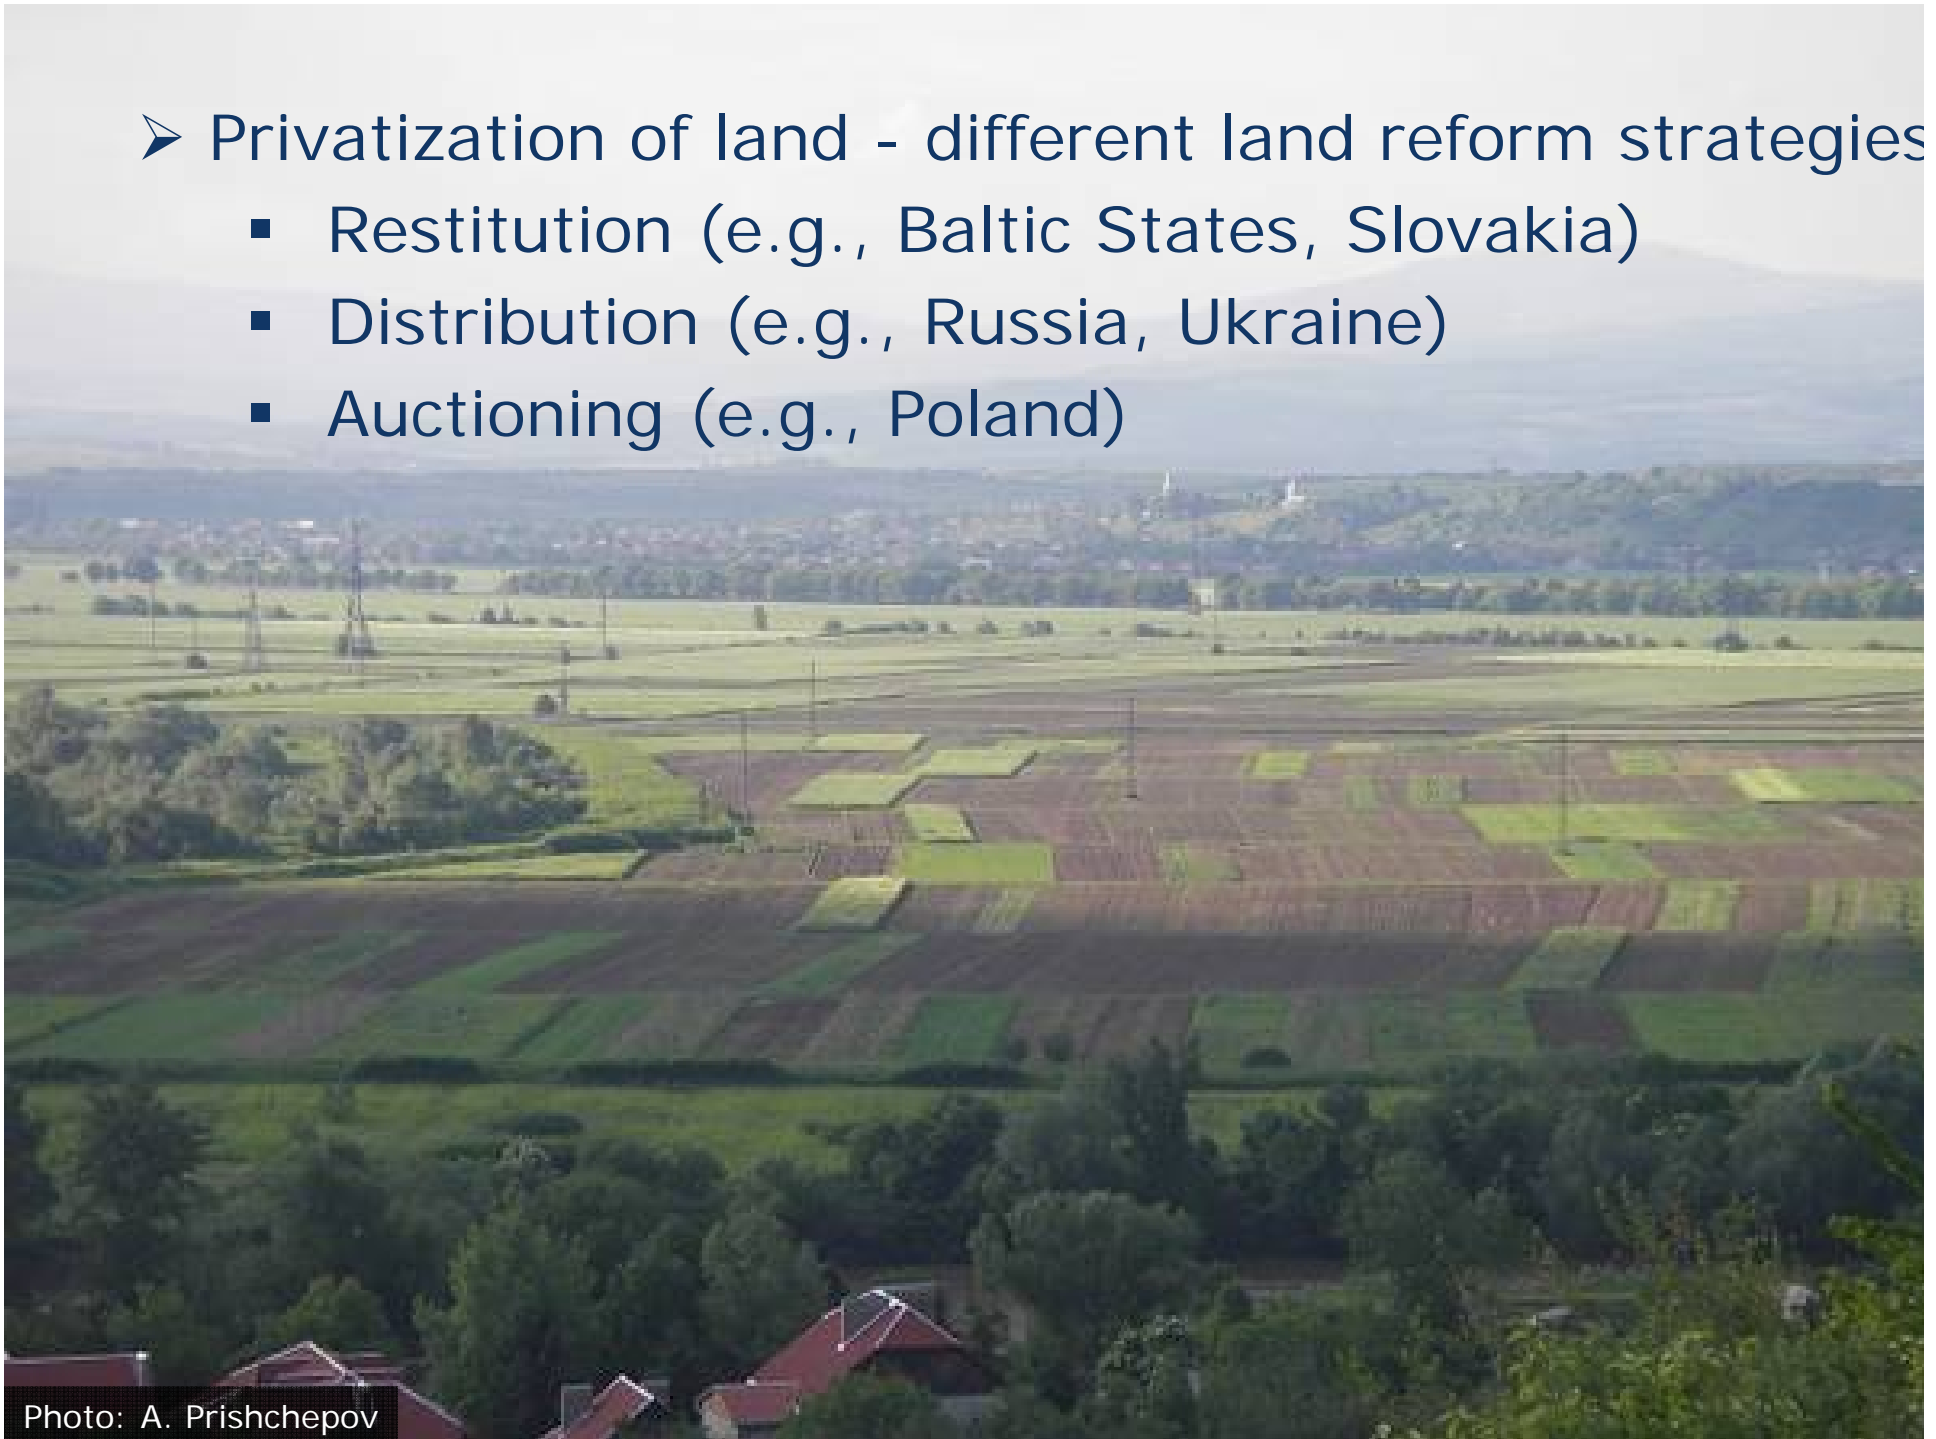 ➢ Privatization of land - different land reform strategies
▪ Restitution (e.g., Baltic States, Slovakia)
▪ Distribution (e.g., Russia, Ukraine)
▪ Auctioning (e.g., Poland)
Photo: A. Prishchepov